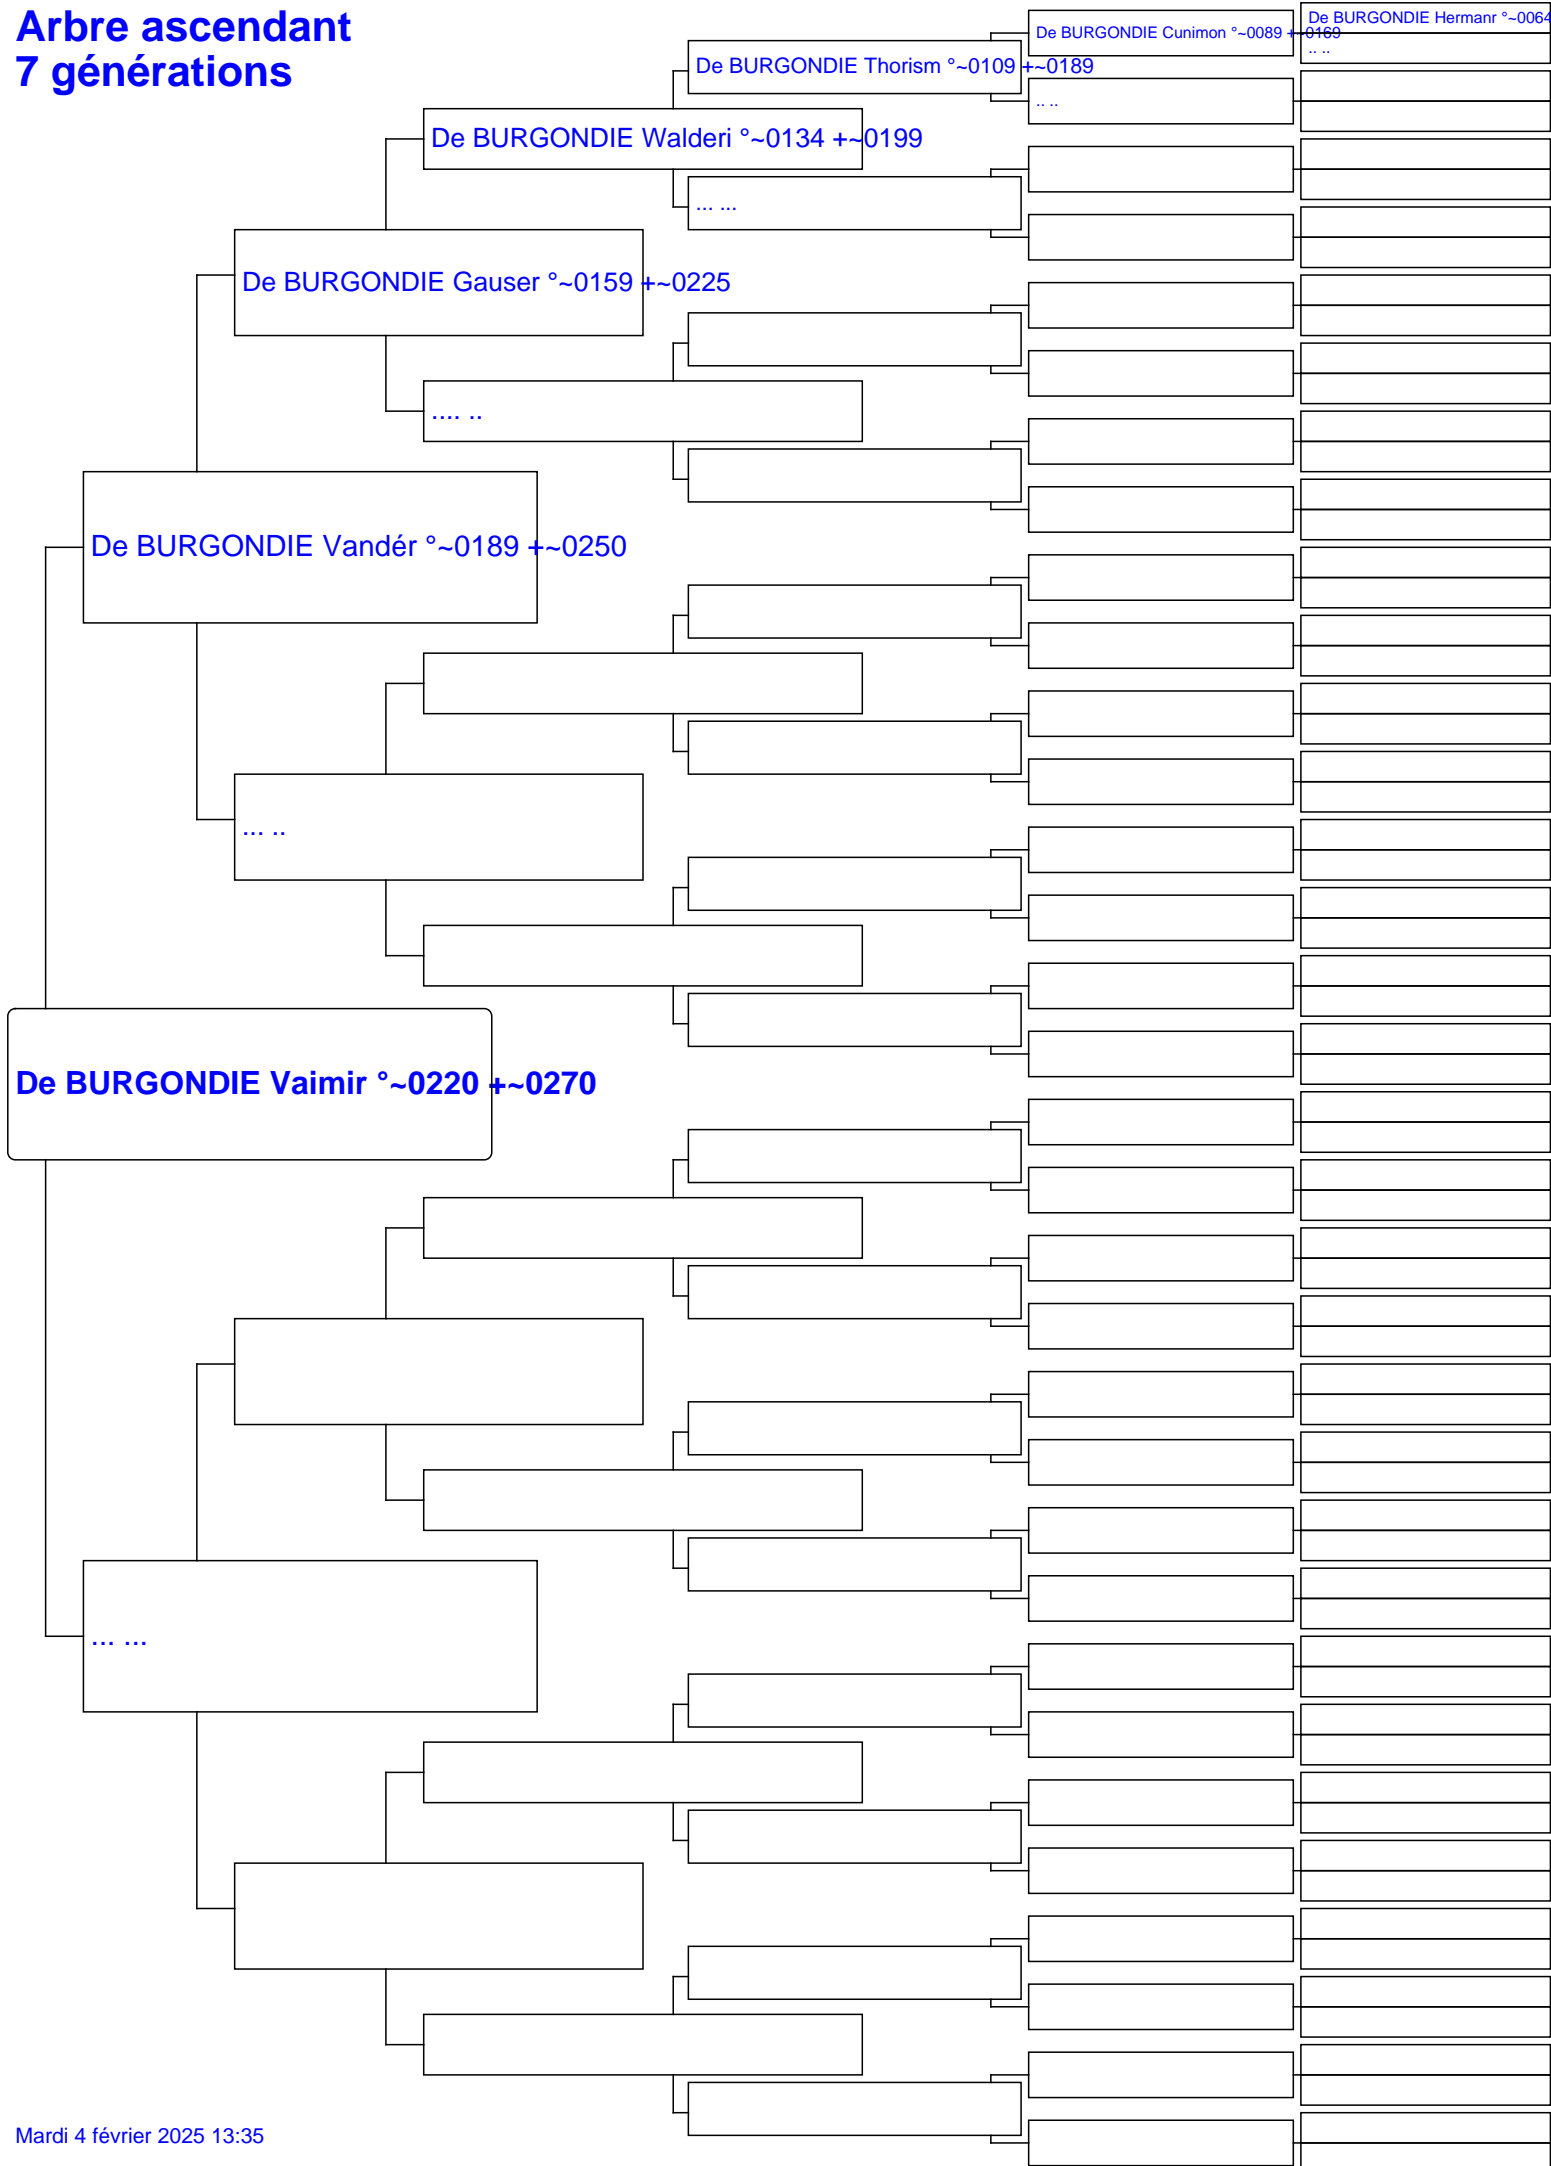 Arbre ascendant
7 générations
De BURGONDIE Hermanr °~0064
.. ..
De BURGONDIE Cunimon °~0089 +~0169
.. ..
De BURGONDIE Thorism °~0109 +~0189
... ...
De BURGONDIE Walderi °~0134 +~0199
.... ..
De BURGONDIE Gauser °~0159 +~0225
... ..
De BURGONDIE Vandér °~0189 +~0250
De BURGONDIE Vaimir °~0220 +~0270
... ...
Mardi 4 février 2025 13:35